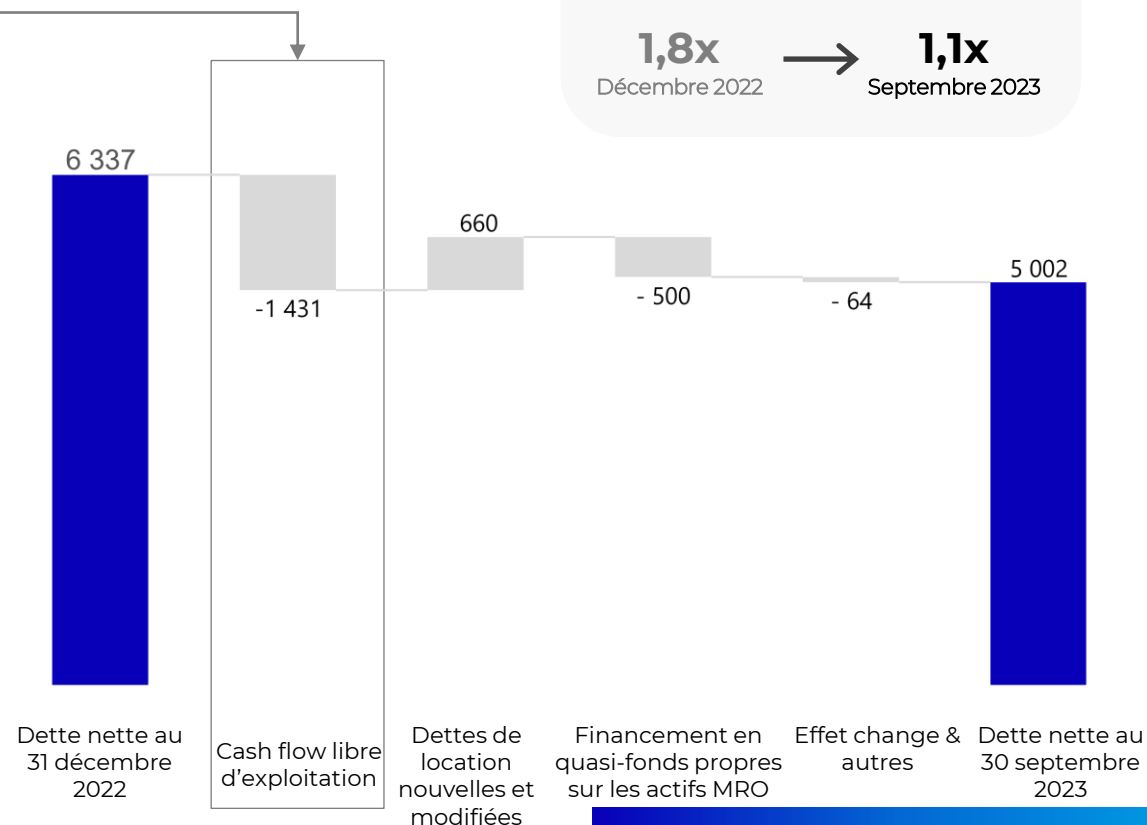 1,8x
Décembre 2022
1,1x
Septembre 2023
6 337
-1 431
660
- 500
- 64
5 002
Dette nette au
31 décembre
2022
Cash flow libre
d’exploitation
Dettes de
location
nouvelles et
modifiées
Financement en
quasi-fonds propres
sur les actifs MRO
Effet change &
autres
Dette nette au
30 septembre
2023